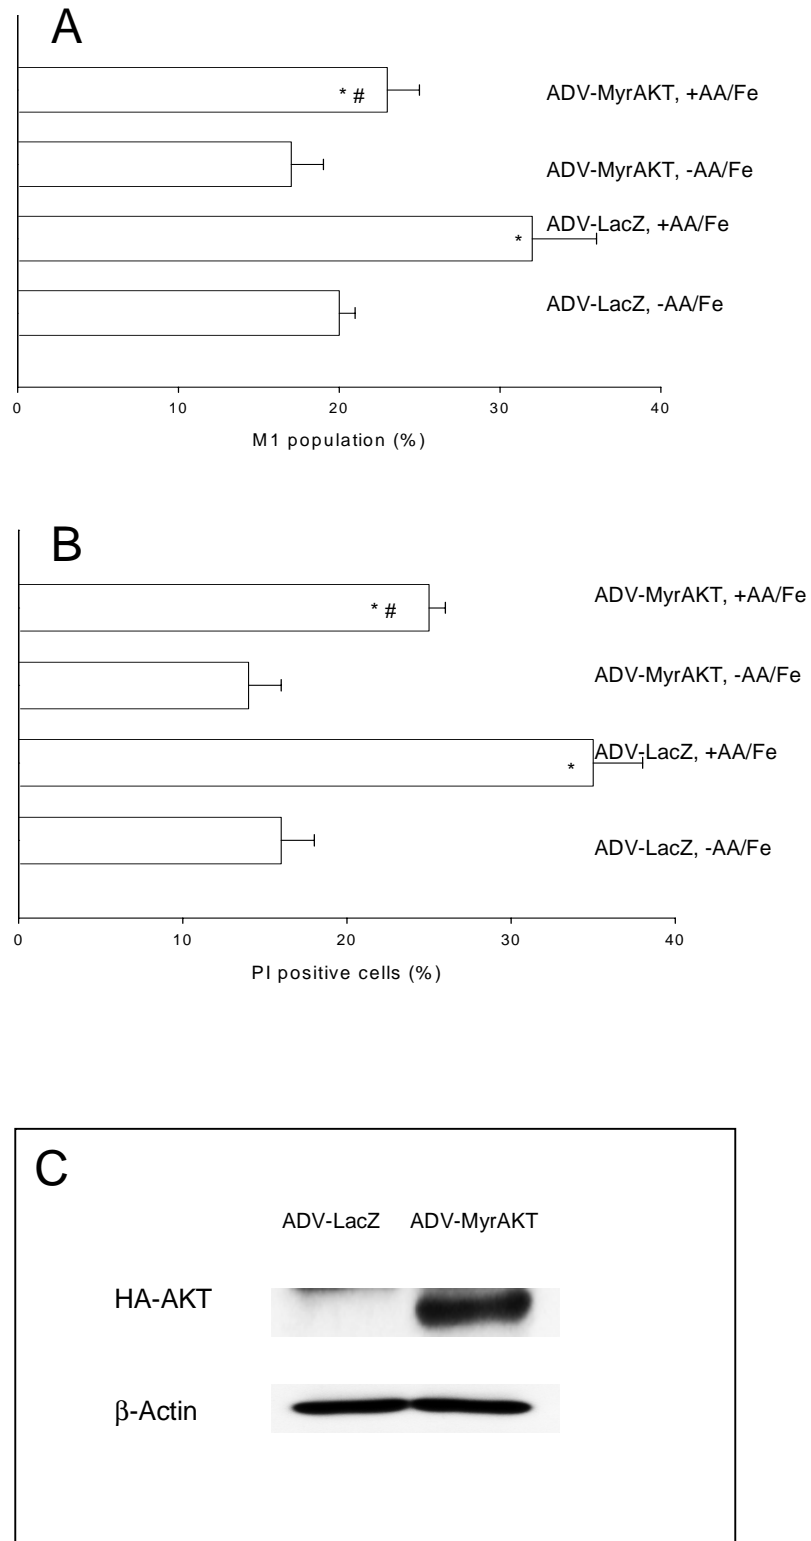 A
* #
ADV-MyrAKT, +AA/Fe
ADV-MyrAKT, -AA/Fe
ADV-LacZ, +AA/Fe
*
ADV-LacZ, -AA/Fe
0 10 20 30 40
M1 population (%)
B
ADV-MyrAKT, +AA/Fe
* #
ADV-MyrAKT, -AA/Fe
ADV-LacZ, +AA/Fe
*
ADV-LacZ, -AA/Fe
0 10 20 30 40
PI positive cells (%)
C
ADV-LacZ ADV-MyrAKT
HA-AKT
β-Actin